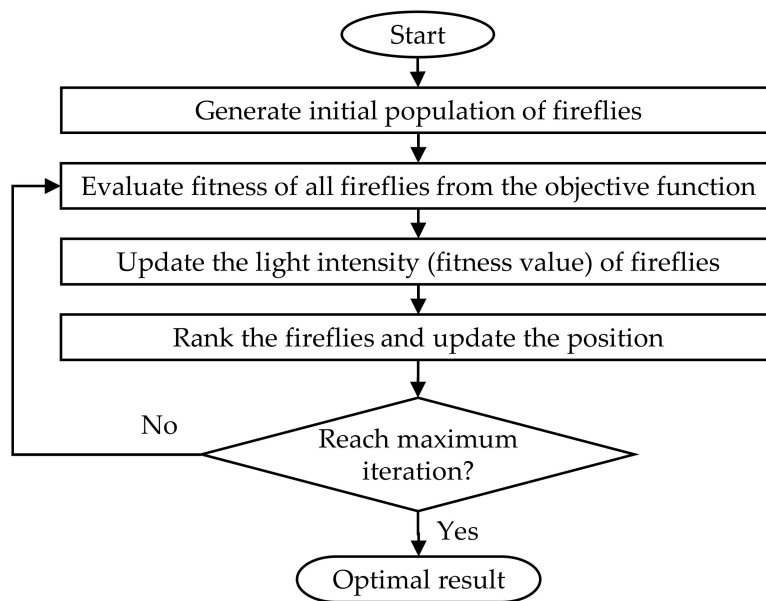 Start
Generate initial population of fireflies
Evaluate fitness of all fireflies from the objective function
Update the light intensity (fitness value) of fireflies
Rank the fireflies and update the position
No
Reach maximum
iteration?
Yes
Optimal result